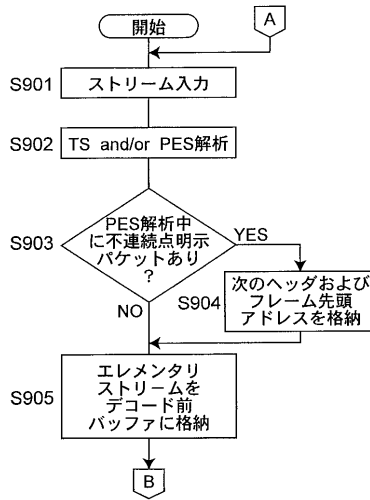 開始
A
S901
ストリーム入力
S902
TS and/or PES解析
S903
PES解析中
に不連続点明示
パケットあり
?
YES
NO
S904
次のヘッダおよび
フレーム先頭
アドレスを格納
S905
エレメンタリ
ストリームを
デコード前
バッファに格納
B